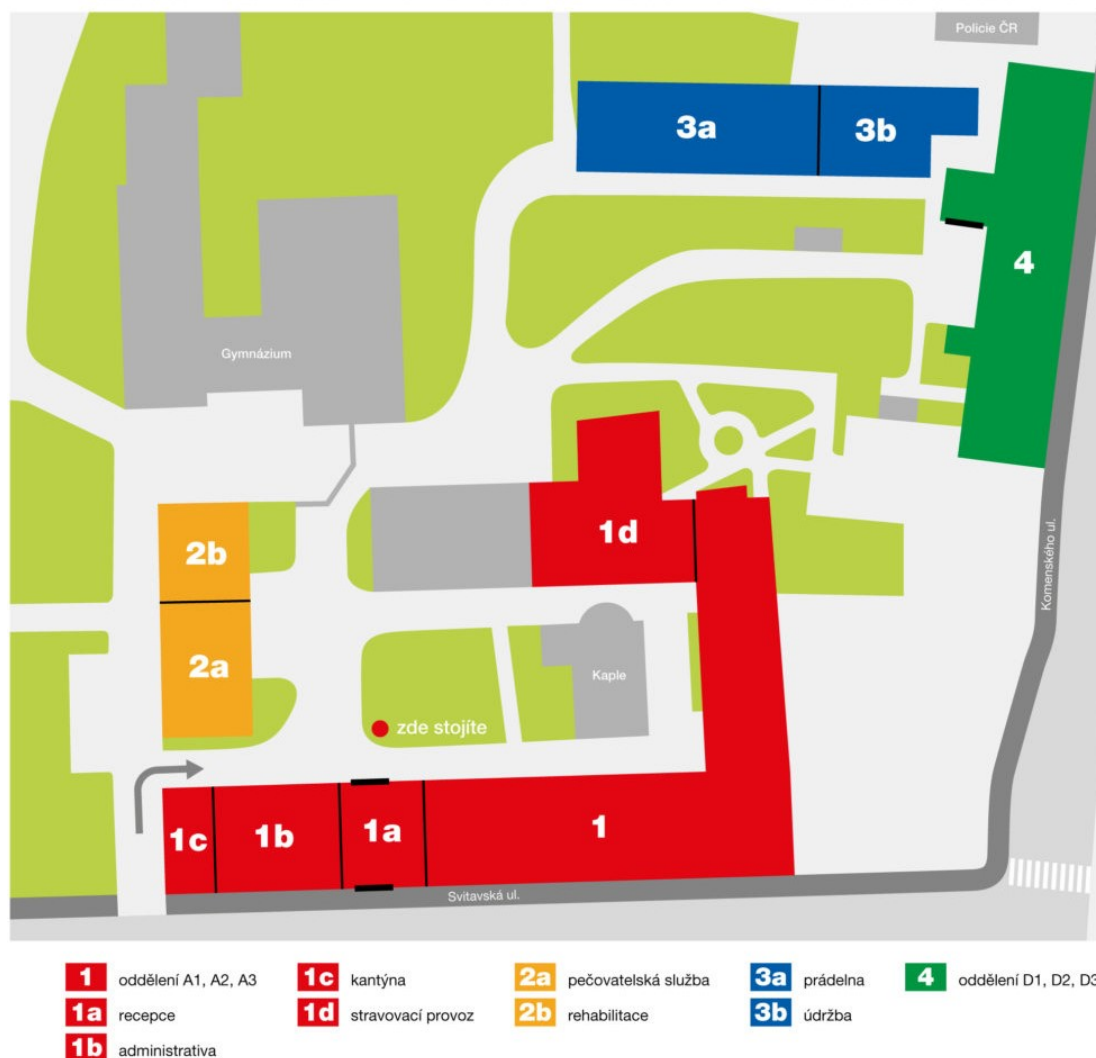 Policie ČR
3a
3b
4
Gymnázium
1d
2b
2a
Kaple
zde stojíte
Komenského ul.
1c
1b
1a
1
Svitavská ul.
1 oddělení A1, A2, A3
1a recepce
1b administrativa
1c kantýna
1d stravovací provoz
2a pečovatelská služba
2b rehabilitace
3a prádelna
3b údržba
4 oddělení D1, D2, D3